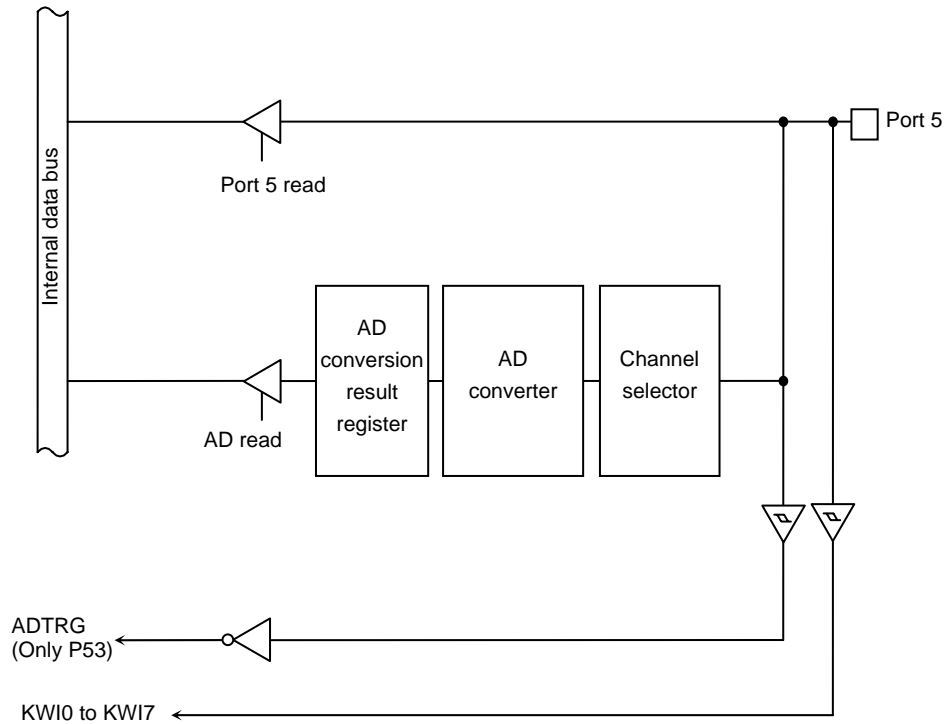 Internal data bus
Port 5
Port 5 read
AD
conversion
result
register
AD
converter
Channel
selector
AD read
ADTRG
(Only P53)
KWI0 to KWI7